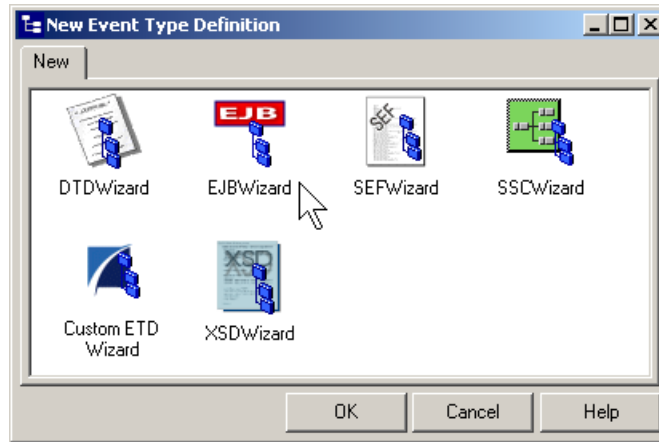 New Event Type Definition
New
EJB
SEF
XSD
DTDWizard EJBWizard SEFWizard SSCWizard
Custom ETD
Wizard
XSDWizard
OK Cancel Help